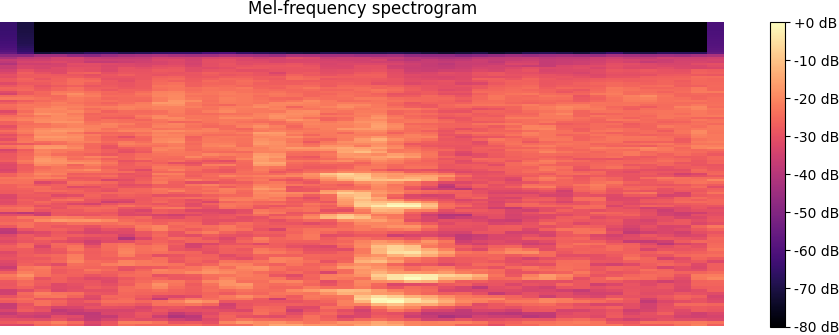 Mel-frequency spectrogram
+0 dB
-10 dB
-20 dB
-30 dB
-40 dB
-50 dB
-60 dB
-70 dB
-80 dB